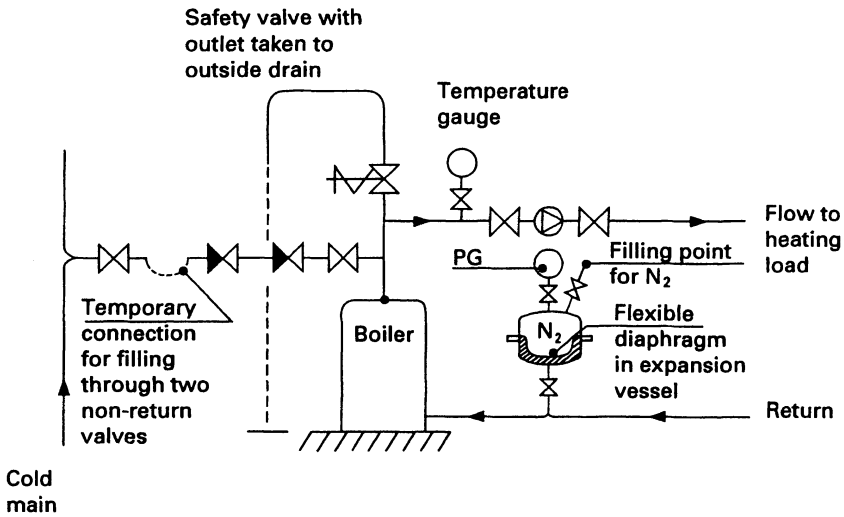 Safety valve with
outlet taken to
outside drain
Temperature
gauge
Flow to
heating
load
PG
Filling point
for N₂
Temporary
connection
for filling
through two
non-return
valves
Boiler
N₂
Flexible
diaphragm
in expansion
vessel
Return
Cold
main